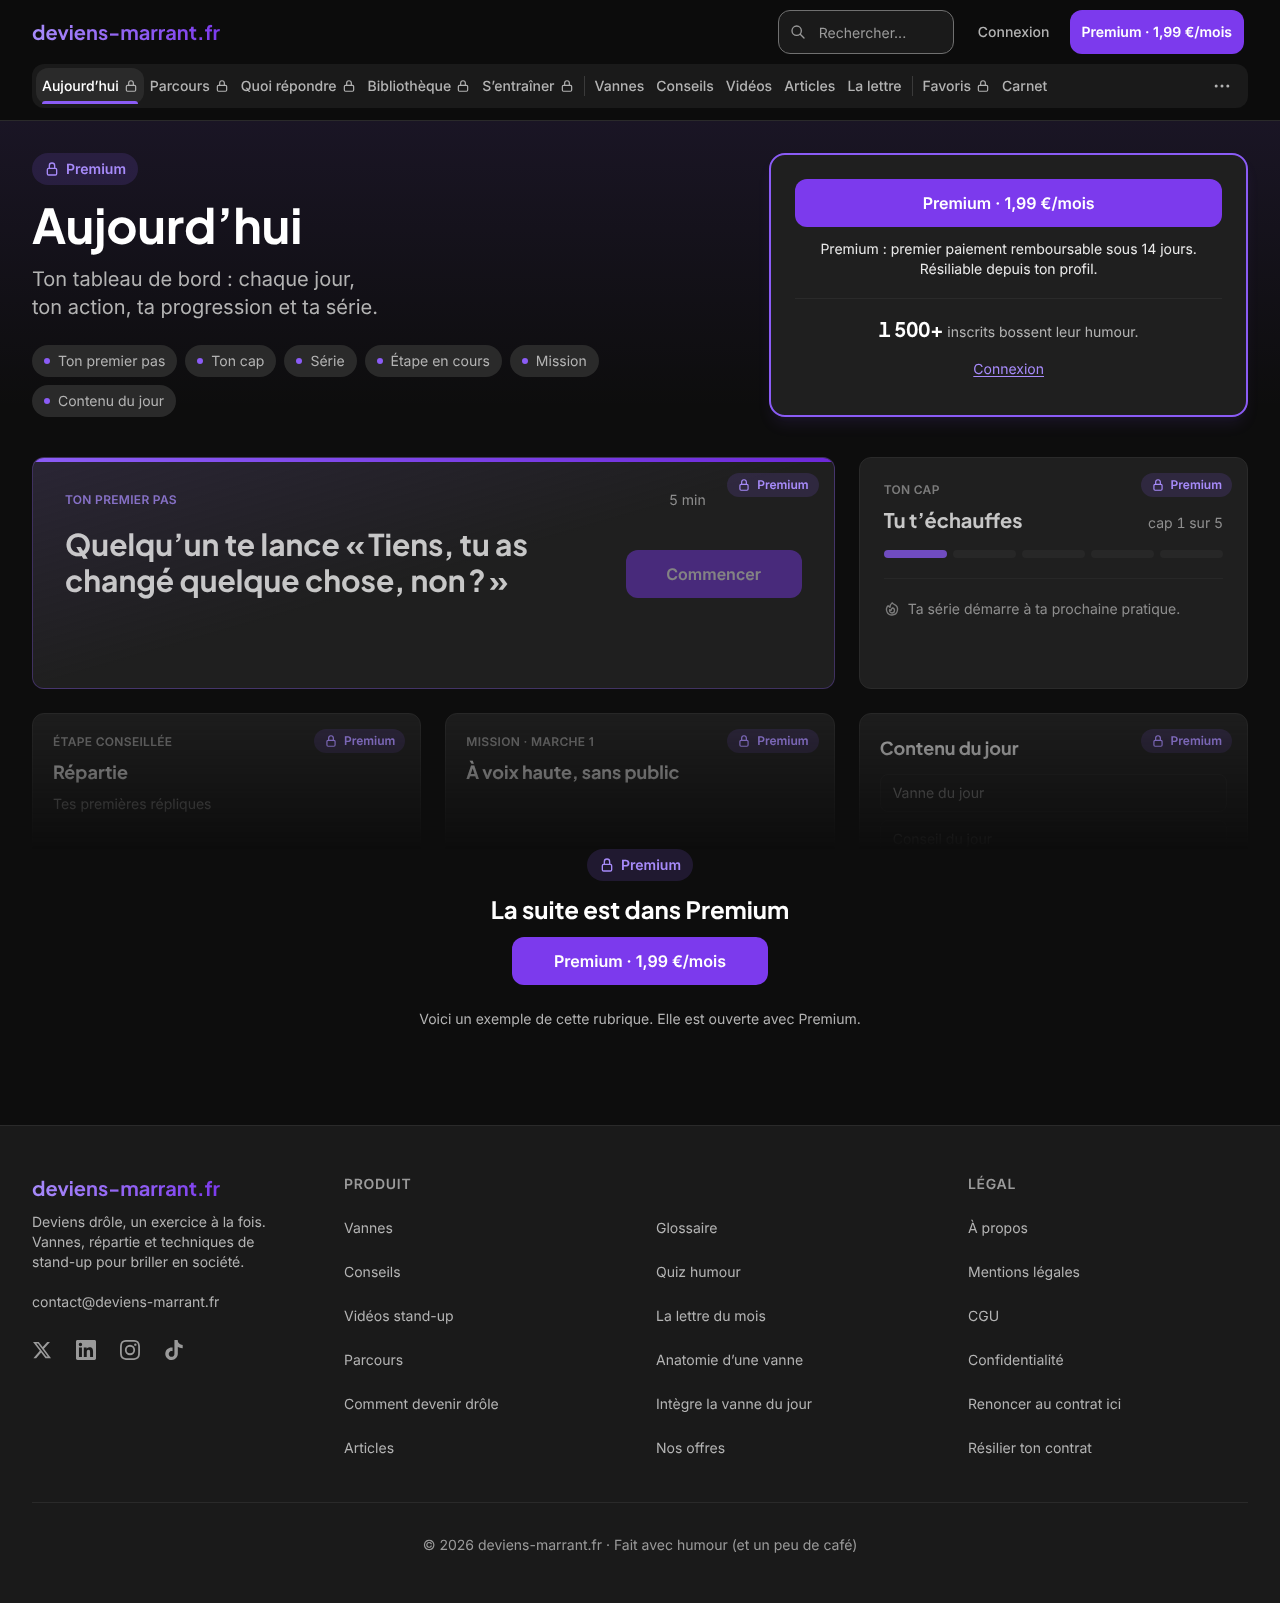 deviens-marrant.fr
Rechercher...
Connexion
Premium · 1,99 €/mois
Aujourd’hui
Parcours
Quoi répondre
Bibliothèque
S’entraîner
Vannes
Conseils
Vidéos
Articles
La lettre
Favoris
Carnet
Premium
Aujourd’hui
Ton tableau de bord : chaque jour,
ton action, ta progression et ta série.
Ton premier pas
Ton cap
Série
Étape en cours
Mission
Contenu du jour
Premium · 1,99 €/mois
Premium : premier paiement remboursable sous 14 jours.
Résiliable depuis ton profil.
1 500+ inscrits bossent leur humour.
Connexion
TON PREMIER PAS
5 min
Premium
Quelqu’un te lance « Tiens, tu as
changé quelque chose, non ? »
Commencer
TON CAP
Premium
Tu t’échauffes
cap 1 sur 5
Ta série démarre à ta prochaine pratique.
ÉTAPE CONSEILLÉE
Premium
Répartie
Tes premières répliques
MISSION · MARCHE 1
Premium
À voix haute, sans public
Contenu du jour
Premium
Vanne du jour
Conseil du jour
Premium
La suite est dans Premium
Premium · 1,99 €/mois
Voici un exemple de cette rubrique. Elle est ouverte avec Premium.
deviens-marrant.fr
Deviens drôle, un exercice à la fois.
Vannes, répartie et techniques de
stand-up pour briller en société.
contact@deviens-marrant.fr
PRODUIT
Vannes
Conseils
Vidéos stand-up
Parcours
Comment devenir drôle
Articles
Glossaire
Quiz humour
La lettre du mois
Anatomie d’une vanne
Intègre la vanne du jour
Nos offres
LÉGAL
À propos
Mentions légales
CGU
Confidentialité
Renoncer au contrat ici
Résilier ton contrat
© 2026 deviens-marrant.fr · Fait avec humour (et un peu de café)